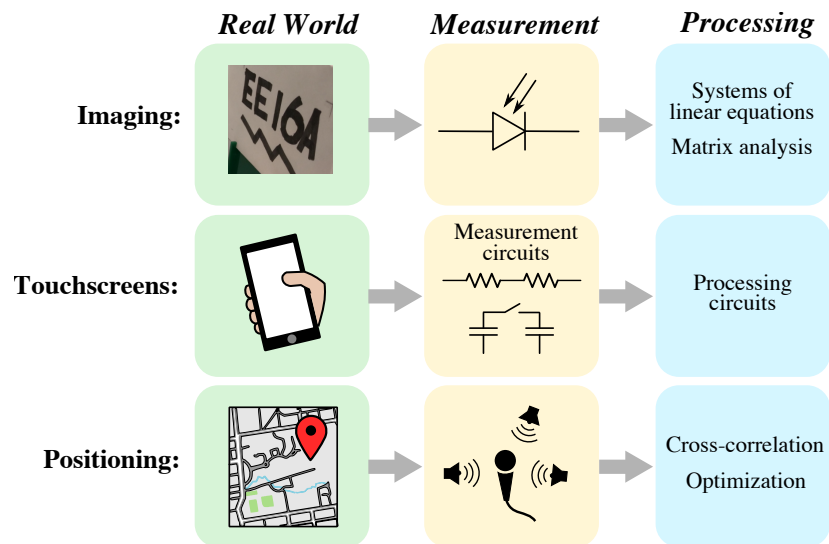 Real World
Measurement
Processing
Imaging:
EE16A
Systems of
linear equations
Matrix analysis
Touchscreens:
Measurement
circuits
Processing
circuits
Positioning:
Cross-correlation
Optimization